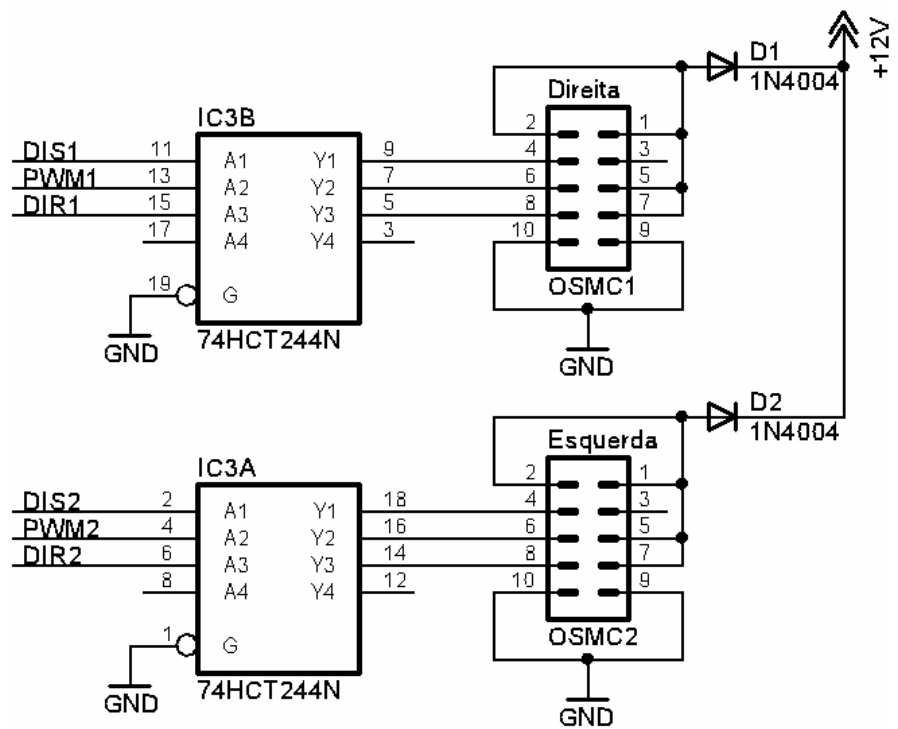 D1
+12V
1N4004
Direita
IC3B
2 1
DIS1 11 A1 Y1 9 4 3
PWM1 13 A2 Y2 7 6 5
DIR1 15 A3 Y3 5 8 7
17 A4 Y4 3 10 9
19 G
OSMC1
74HCT244N
GND
GND
D2
1N4004
Esquerda
IC3A
2 1
DIS2 2 A1 Y1 18 4 3
PWM2 4 A2 Y2 16 6 5
DIR2 6 A3 Y3 14 8 7
8 A4 Y4 12 10 9
1 G
OSMC2
74HCT244N
GND
GND